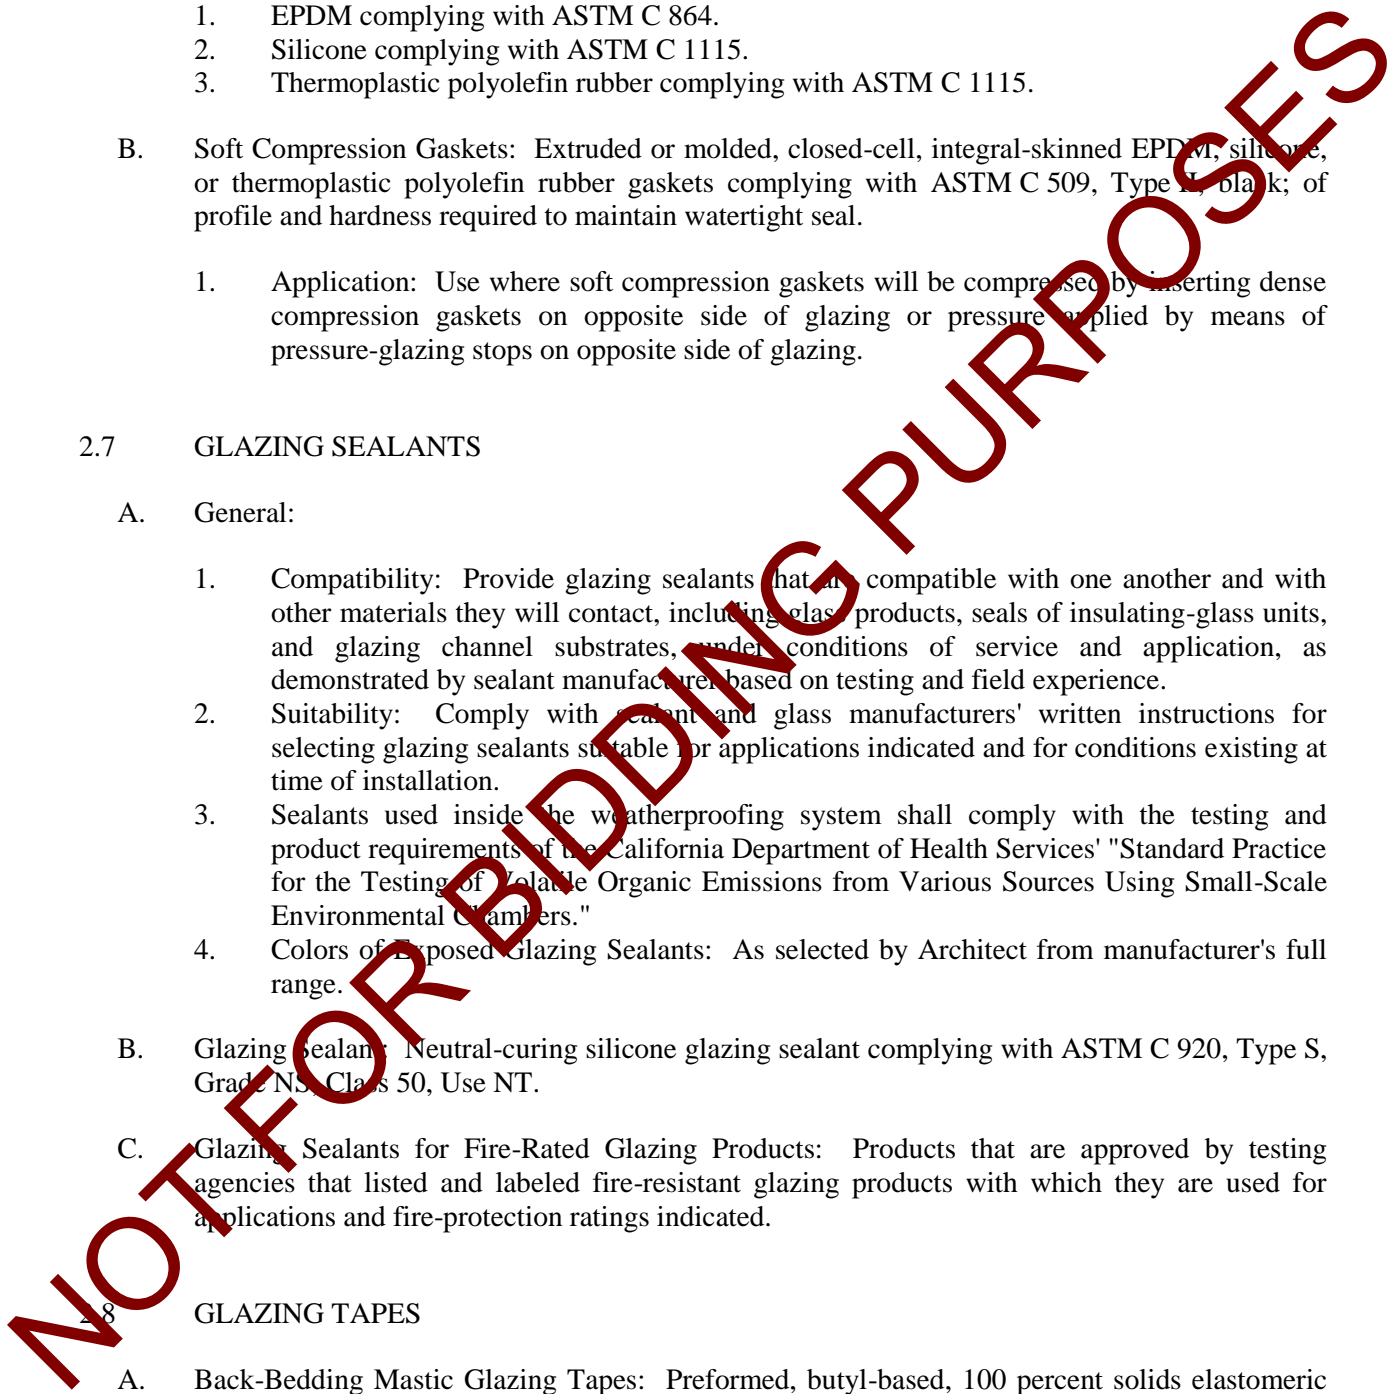 1. EPDM complying with ASTM C 864.
2. Silicone complying with ASTM C 1115.
3. Thermoplastic polyolefin rubber complying with ASTM C 1115.
B. Soft Compression Gaskets: Extruded or molded, closed-cell, integral-skinned EPDM, silicone,
or thermoplastic polyolefin rubber gaskets complying with ASTM C 509, Type II, black; of
profile and hardness required to maintain watertight seal.
1. Application: Use where soft compression gaskets will be compressed by inserting dense
compression gaskets on opposite side of glazing or pressure applied by means of
pressure-glazing stops on opposite side of glazing.
2.7 GLAZING SEALANTS
A. General:
1. Compatibility: Provide glazing sealants that are compatible with one another and with
other materials they will contact, including glass products, seals of insulating-glass units,
and glazing channel substrates, under conditions of service and application, as
demonstrated by sealant manufacturer based on testing and field experience.
2. Suitability: Comply with sealant and glass manufacturers' written instructions for
selecting glazing sealants suitable for applications indicated and for conditions existing at
time of installation.
3. Sealants used inside the weatherproofing system shall comply with the testing and
product requirements of the California Department of Health Services' "Standard Practice
for the Testing of Volatile Organic Emissions from Various Sources Using Small-Scale
Environmental Chambers."
4. Colors of Exposed Glazing Sealants: As selected by Architect from manufacturer's full
range.
B. Glazing Sealant: Neutral-curing silicone glazing sealant complying with ASTM C 920, Type S,
Grade NS, Class 50, Use NT.
C. Glazing Sealants for Fire-Rated Glazing Products: Products that are approved by testing
agencies that listed and labeled fire-resistant glazing products with which they are used for
applications and fire-protection ratings indicated.
2.8 GLAZING TAPES
A. Back-Bedding Mastic Glazing Tapes: Preformed, butyl-based, 100 percent solids elastomeric
NOT FOR BIDDING PURPOSES